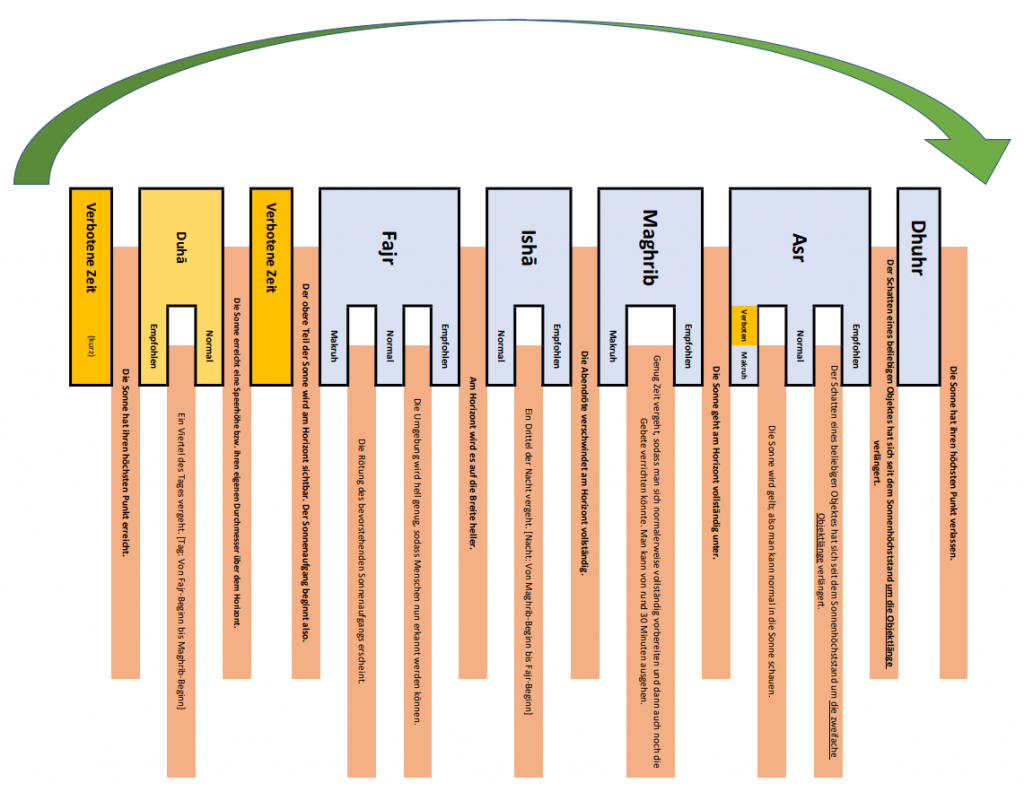 Die Sonne hat ihren höchsten Punkt verlassen.
Dhuhr
Der Schatten eines beliebigen Objektes hat sich seit dem Sonnenhöchststand um die Objektlänge
verlängert.
Asr
Empfohlen
Der Schatten eines beliebigen Objektes hat sich seit dem Sonnenhöchststand um die zweifache
Objektlänge verlängert.
Normal
Die Sonne wird gelb; also man kann normal in die Sonne schauen.
Verboten
Makruh
Die Sonne geht am Horizont vollständig unter.
Maghrib
Empfohlen
Genug Zeit vergeht, sodass man sich normalerweise vollständig vorbereiten und dann auch noch die
Gebete verrichten könnte. Man kann von rund 30 Minuten ausgehen.
Makruh
Die Abendröte verschwindet am Horizont vollständig.
Ishā
Empfohlen
Ein Drittel der Nacht vergeht. [Nacht: Von Maghrib-Beginn bis Fajr-Beginn]
Normal
Am Horizont wird es auf die Breite heller.
Fajr
Empfohlen
Die Umgebung wird hell genug, sodass Menschen nun erkannt werden können.
Normal
Die Rötung des bevorstehenden Sonnenaufgangs erscheint.
Makruh
Der obere Teil der Sonne wird am Horizont sichtbar. Der Sonnenaufgang beginnt also.
Verbotene Zeit
Die Sonne erreicht eine Speerhöhe bzw. ihren eigenen Durchmesser über dem Horizont.
Duhā
Normal
Ein Viertel des Tages vergeht. [Tag: Von Fajr-Beginn bis Maghrib-Beginn]
Empfohlen
Die Sonne hat ihren höchsten Punkt erreicht.
Verbotene Zeit (kurz)